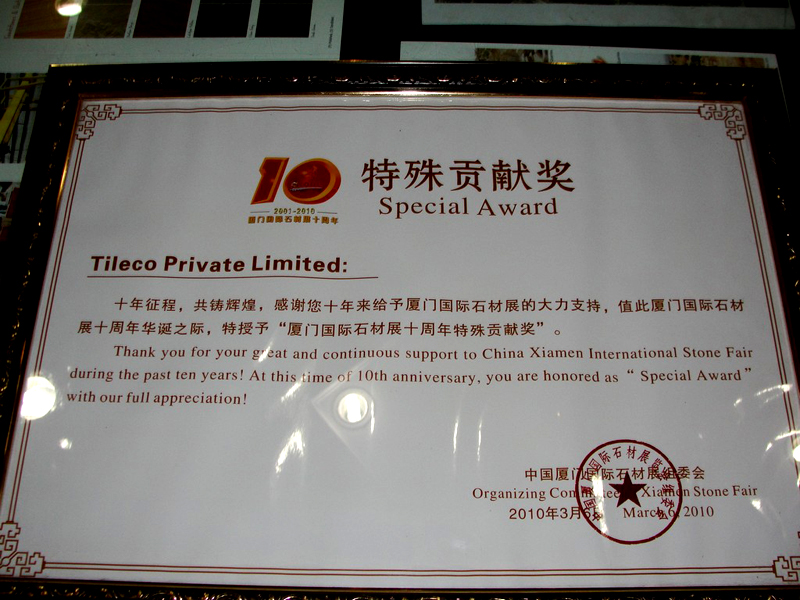 10
特殊贡献奖
2001-2010
厦门国际石材展十周年
Special Award
Tileco Private Limited:
十年征程，共铸辉煌，感谢您十年来给予厦门国际石材展的大力支持，值此厦门国际石材
展十周年华诞之际，特授予“厦门国际石材展十周年特殊贡献奖”。
Thank you for your great and continuous support to China Xiamen International Stone Fair
during the past ten years! At this time of 10th anniversary, you are honored as “ Special Award”
with our full appreciation!
中国厦门国际石材展组委会
Organizing Committee Xiamen Stone Fair
2010年3月6 March 6, 2010